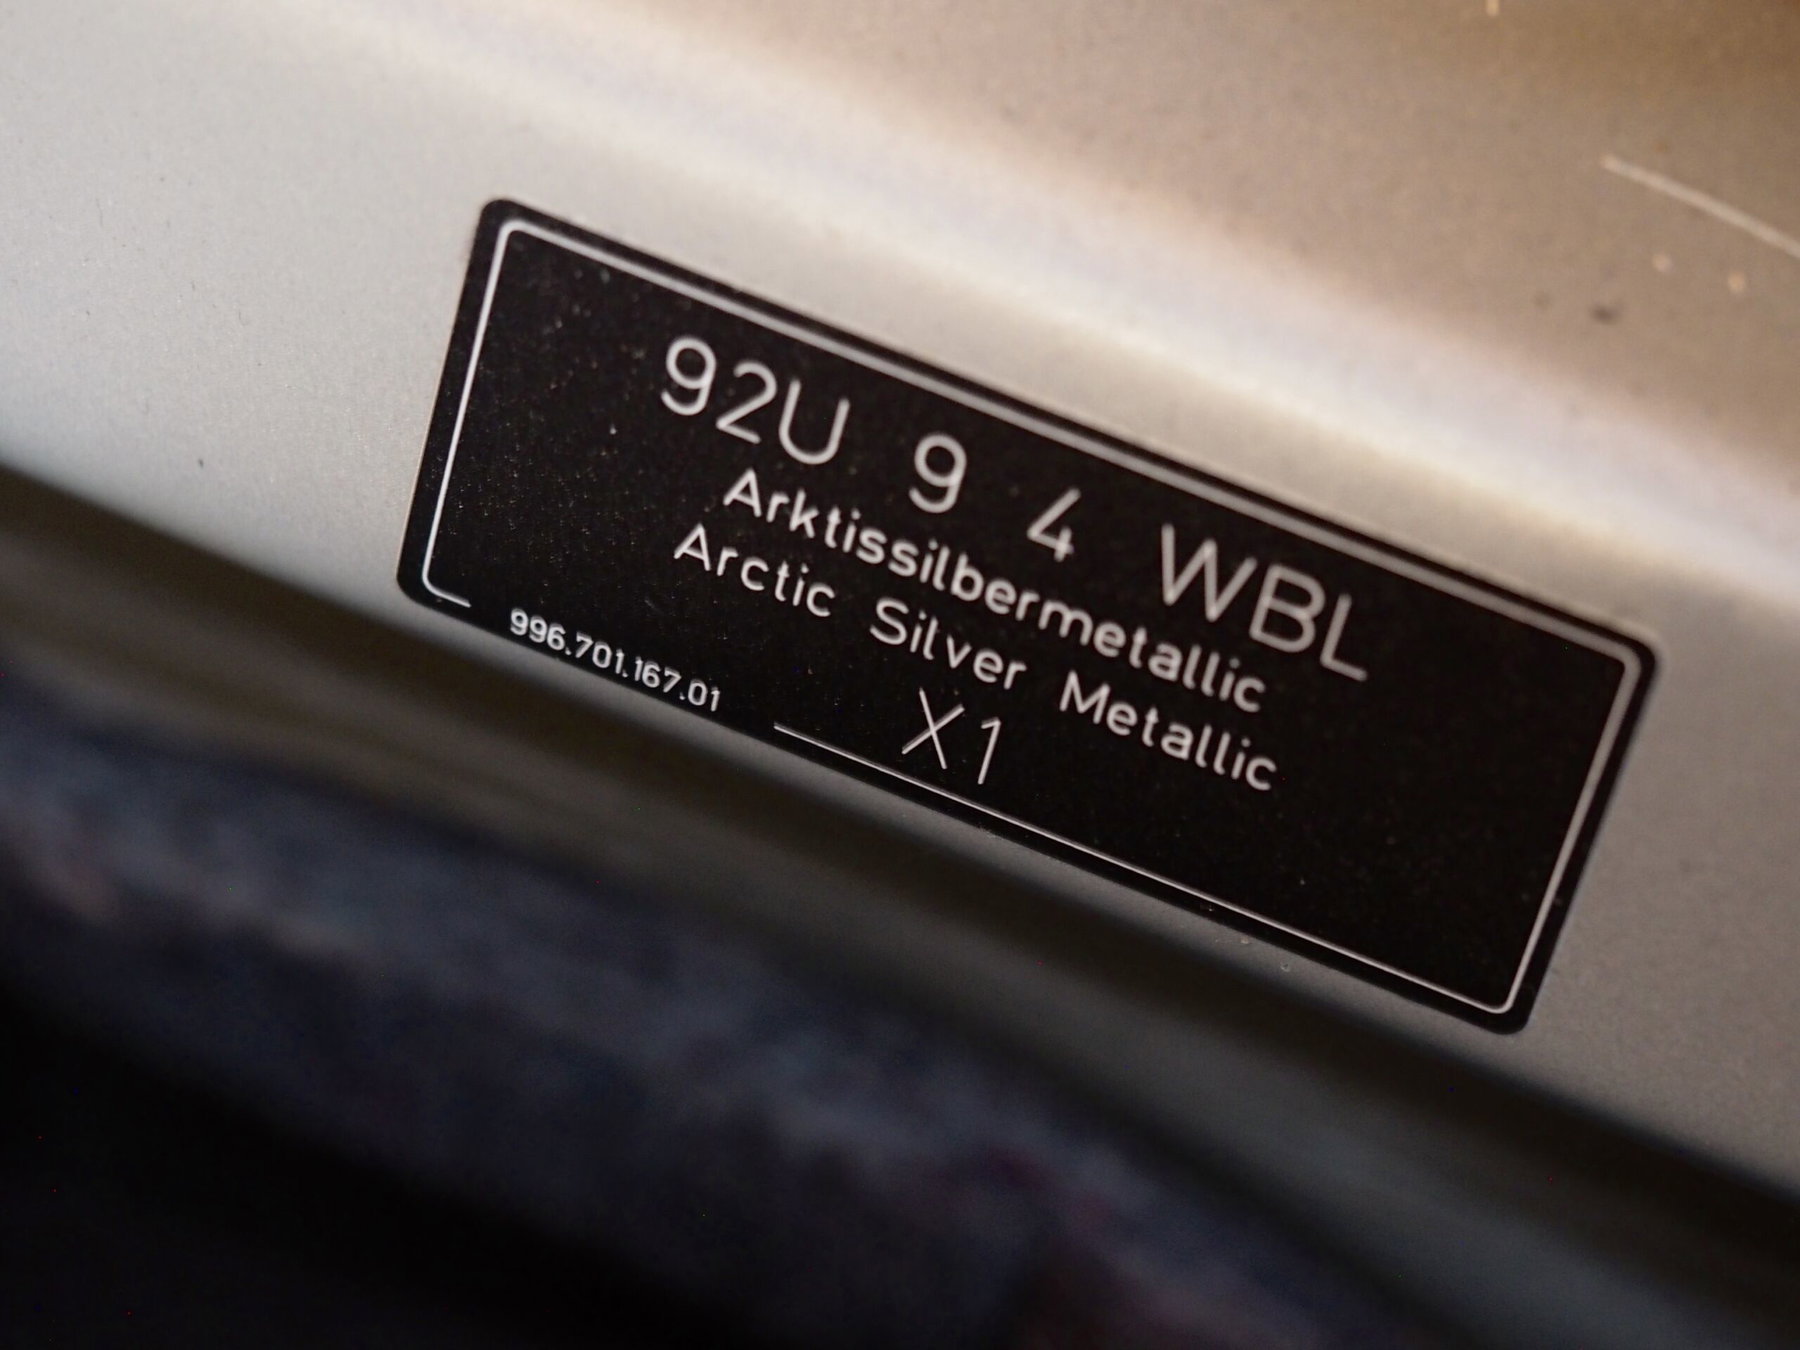 92U 9 4 WBL
Arktissilbermetallic
Arctic Silver Metallic
X1
996.701.167.01